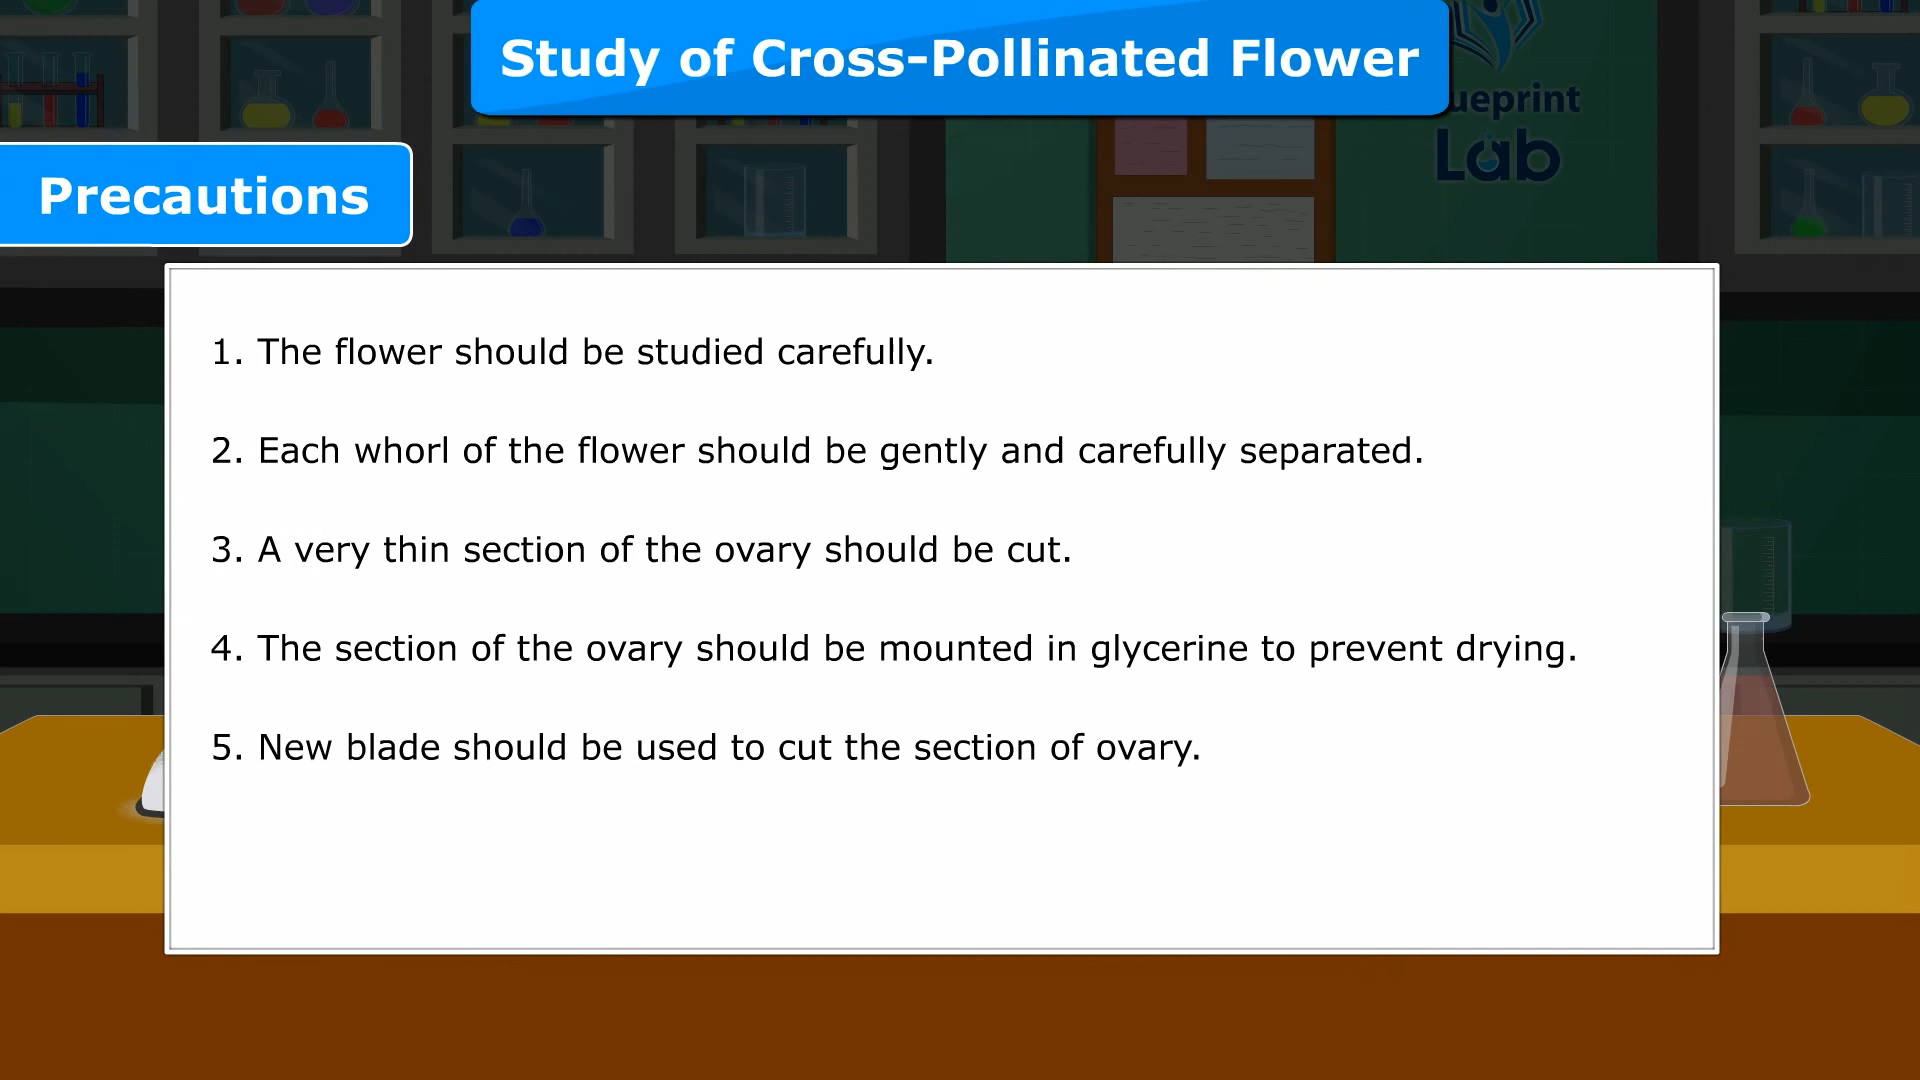 Study of Cross-Pollinated Flower
ueprint
Lab
Precautions
1. The flower should be studied carefully.
2. Each whorl of the flower should be gently and carefully separated.
3. A very thin section of the ovary should be cut.
4. The section of the ovary should be mounted in glycerine to prevent drying.
5. New blade should be used to cut the section of ovary.